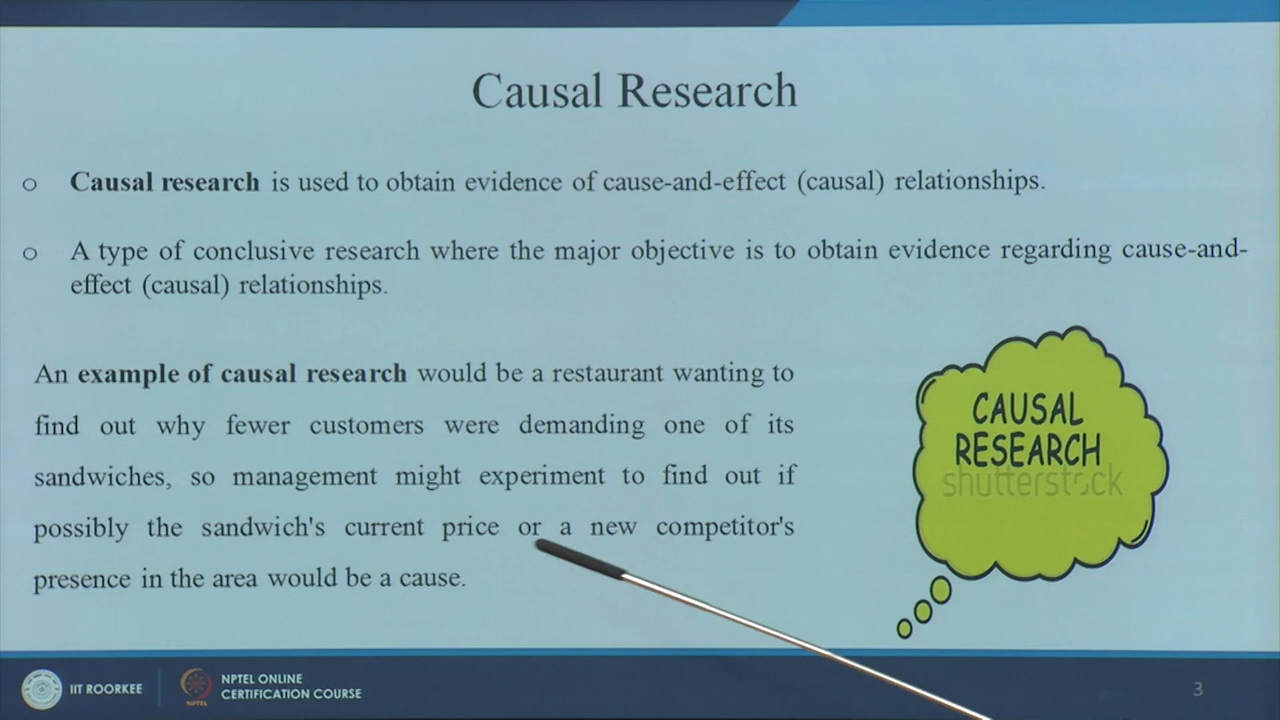 Causal Research
o Causal research is used to obtain evidence of cause-and-effect (causal) relationships.
o A type of conclusive research where the major objective is to obtain evidence regarding cause-and-
effect (causal) relationships.
An example of causal research would be a restaurant wanting to
find out why fewer customers were demanding one of its
sandwiches, so management might experiment to find out if
possibly the sandwich's current price or a new competitor's
presence in the area would be a cause.
CAUSAL
RESEARCH
shutterstock
IIT ROORKEE
NPTEL
NPTEL ONLINE
CERTIFICATION COURSE
3